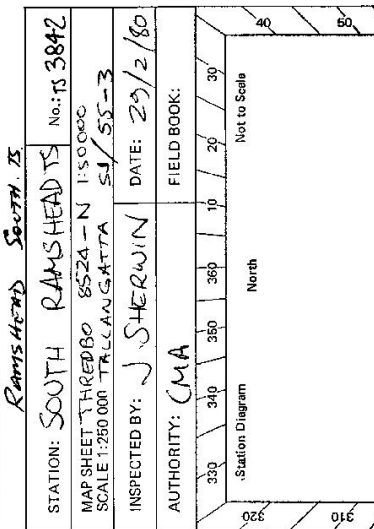 RAMSHEAD SOUTH TS
STATION: SOUTH RAMSHEAD TS No.: TS 3842
MAP SHEET THREDBO 8524-N 1:50000
SCALE 1:250 000 TALLANGATTA SJ/55-3
INSPECTED BY: J. SHERWIN DATE: 29/2/80
AUTHORITY: CMA FIELD BOOK:
330 340 350 360 10 20 30
Station Diagram North Not to Scale
40
50
320
310